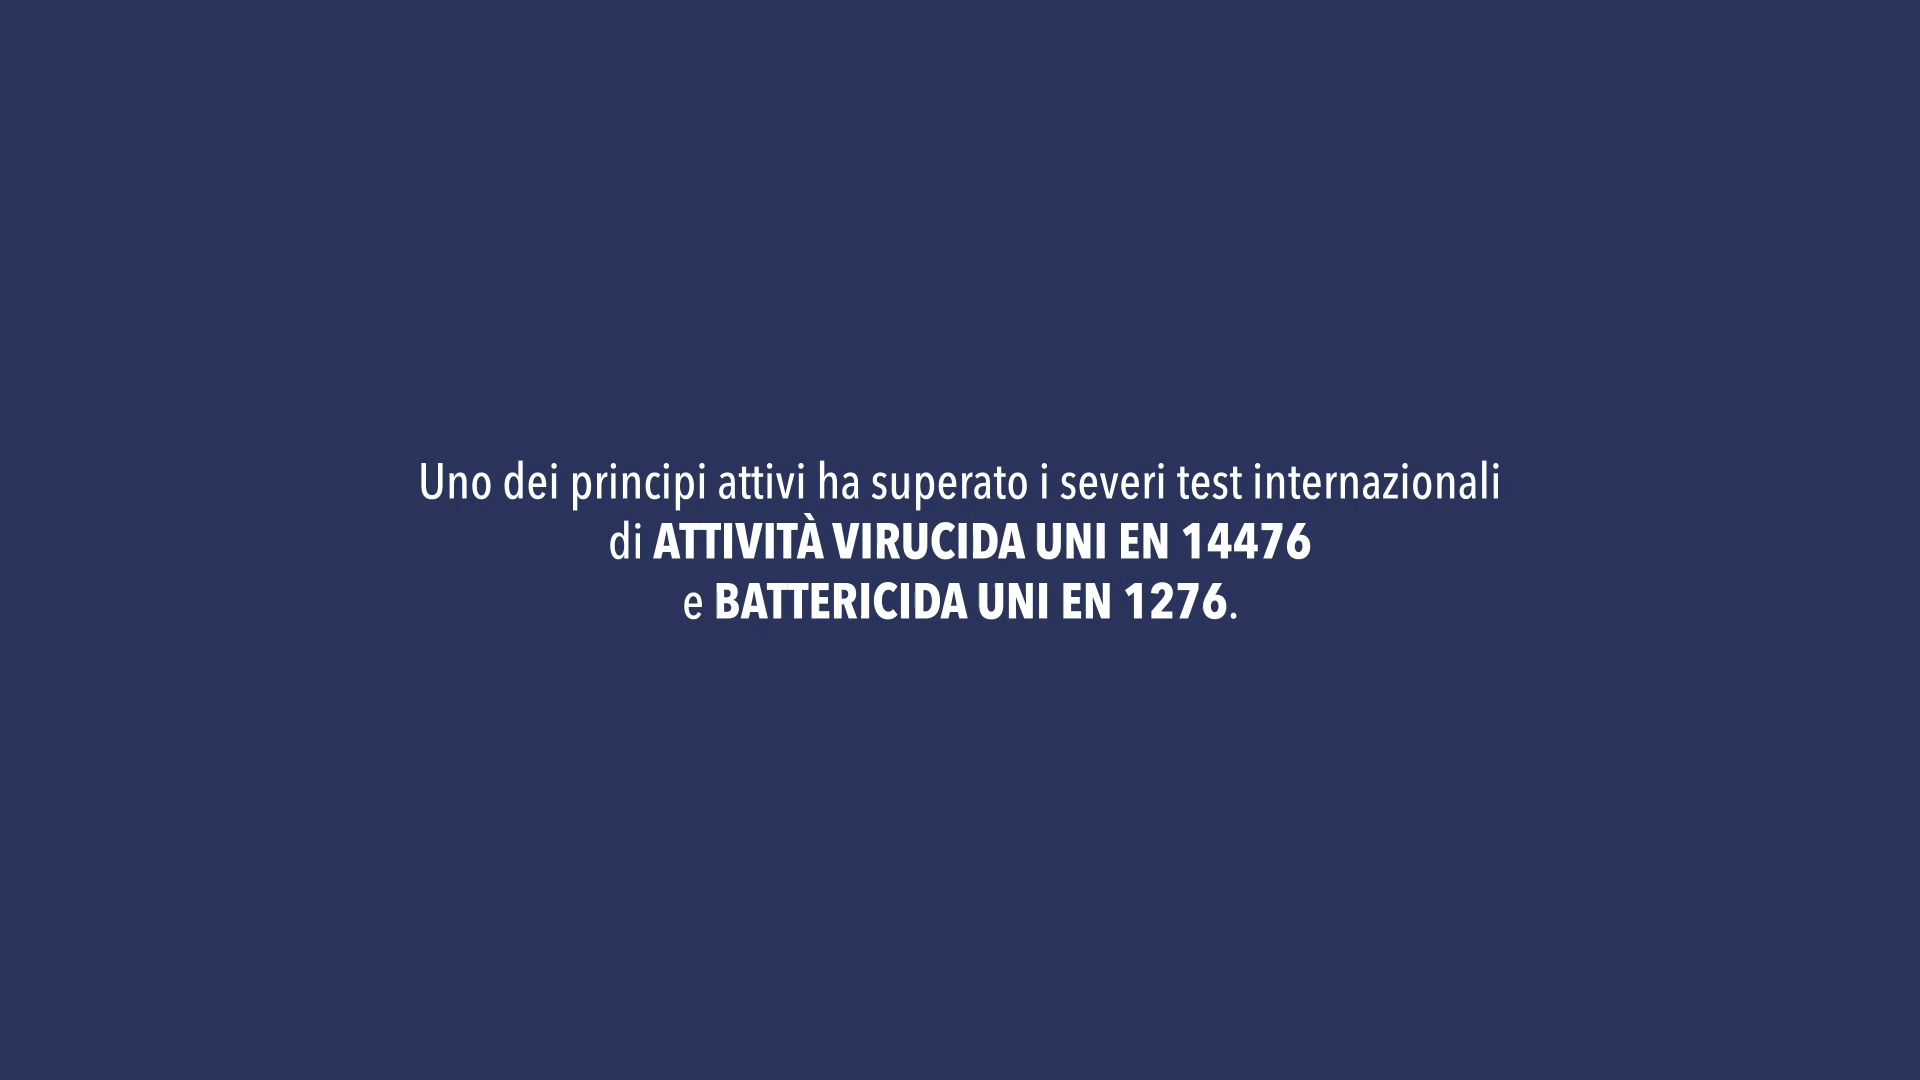 Uno dei principi attivi ha superato i severi test internazionali
di ATTIVITÀ VIRUCIDA UNI EN 14476
e BATTERICIDA UNI EN 1276.